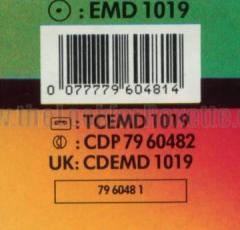 : EMD 1019
0 077779 604814
: TCEMD 1019
: CDP 79 60482
UK: CDEMD 1019
79 6048 1